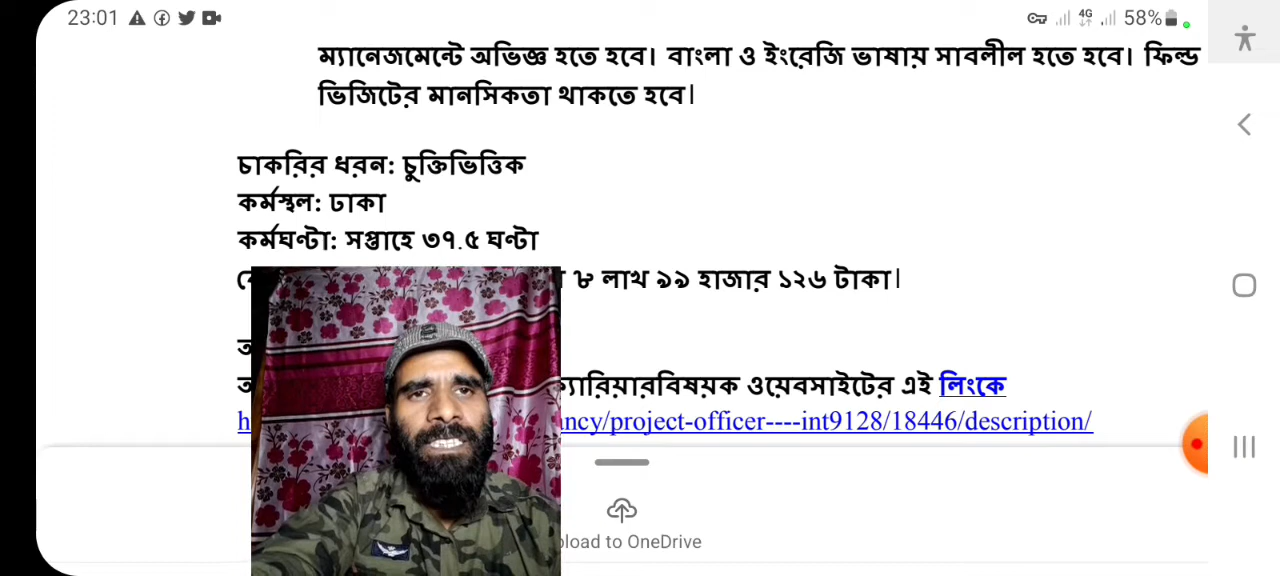 23:01
4G
58%
ম্যানেজমেন্টে অভিজ্ঞ হতে হবে। বাংলা ও ইংরেজি ভাষায় সাবলীল হতে হবে। ফিল্ড
ভিজিটের মানসিকতা থাকতে হবে।
চাকরির ধরন: চুক্তিভিত্তিক
কর্মস্থল: ঢাকা
কর্মঘণ্টা: সপ্তাহে ৩৭.৫ ঘণ্টা
৮ লাখ ৯৯ হাজার ১২৬ টাকা।
ক্যারিয়ারবিষয়ক ওয়েবসাইটের এই লিংকে
ancy/project-officer----int9128/18446/description/
pload to OneDrive